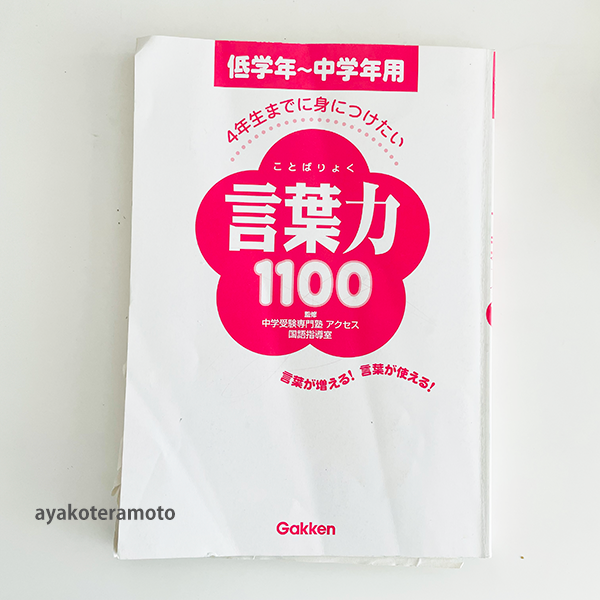 低学年~中学年用
4年生までに身につけたい
ことばりょく
言葉力
1100
監修
中学受験専門塾 アクセス
国語指導室
言葉が増える! 言葉が使える!
ayakoteramoto
Gakken